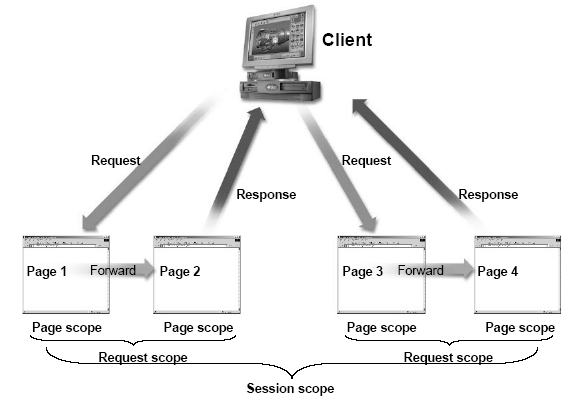 Client
Request
Request
Response
Response
Page 1
Forward
Page 2
Page 3
Forward
Page 4
Page scope
Page scope
Page scope
Page scope
Request scope
Request scope
Session scope